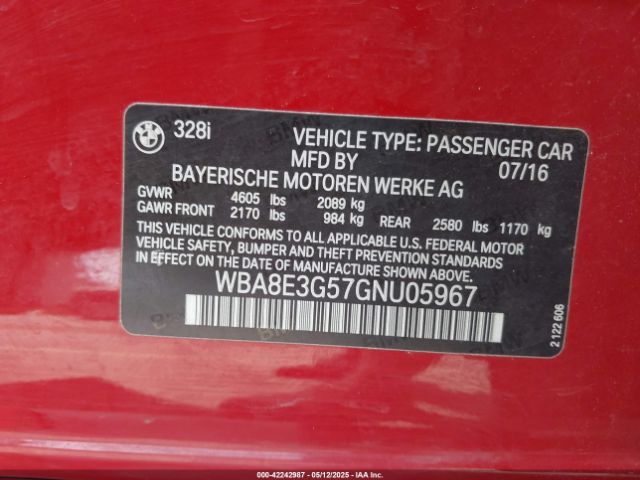 328i
VEHICLE TYPE: PASSENGER CAR
MFD BY 07/16
BAYERISCHE MOTOREN WERKE AG
GVWR 4605 lbs 2089 kg
GAWR FRONT 2170 lbs 984 kg REAR 2580 lbs 1170 kg
THIS VEHICLE CONFORMS TO ALL APPLICABLE U.S. FEDERAL MOTOR
VEHICLE SAFETY, BUMPER AND THEFT PREVENTION STANDARDS IN
EFFECT ON THE DATE OF MANUFACTURE SHOWN ABOVE.
WBA8E3G57GNU05967
2 122 606
000-42242987 - 05/12/2025 - IAAI